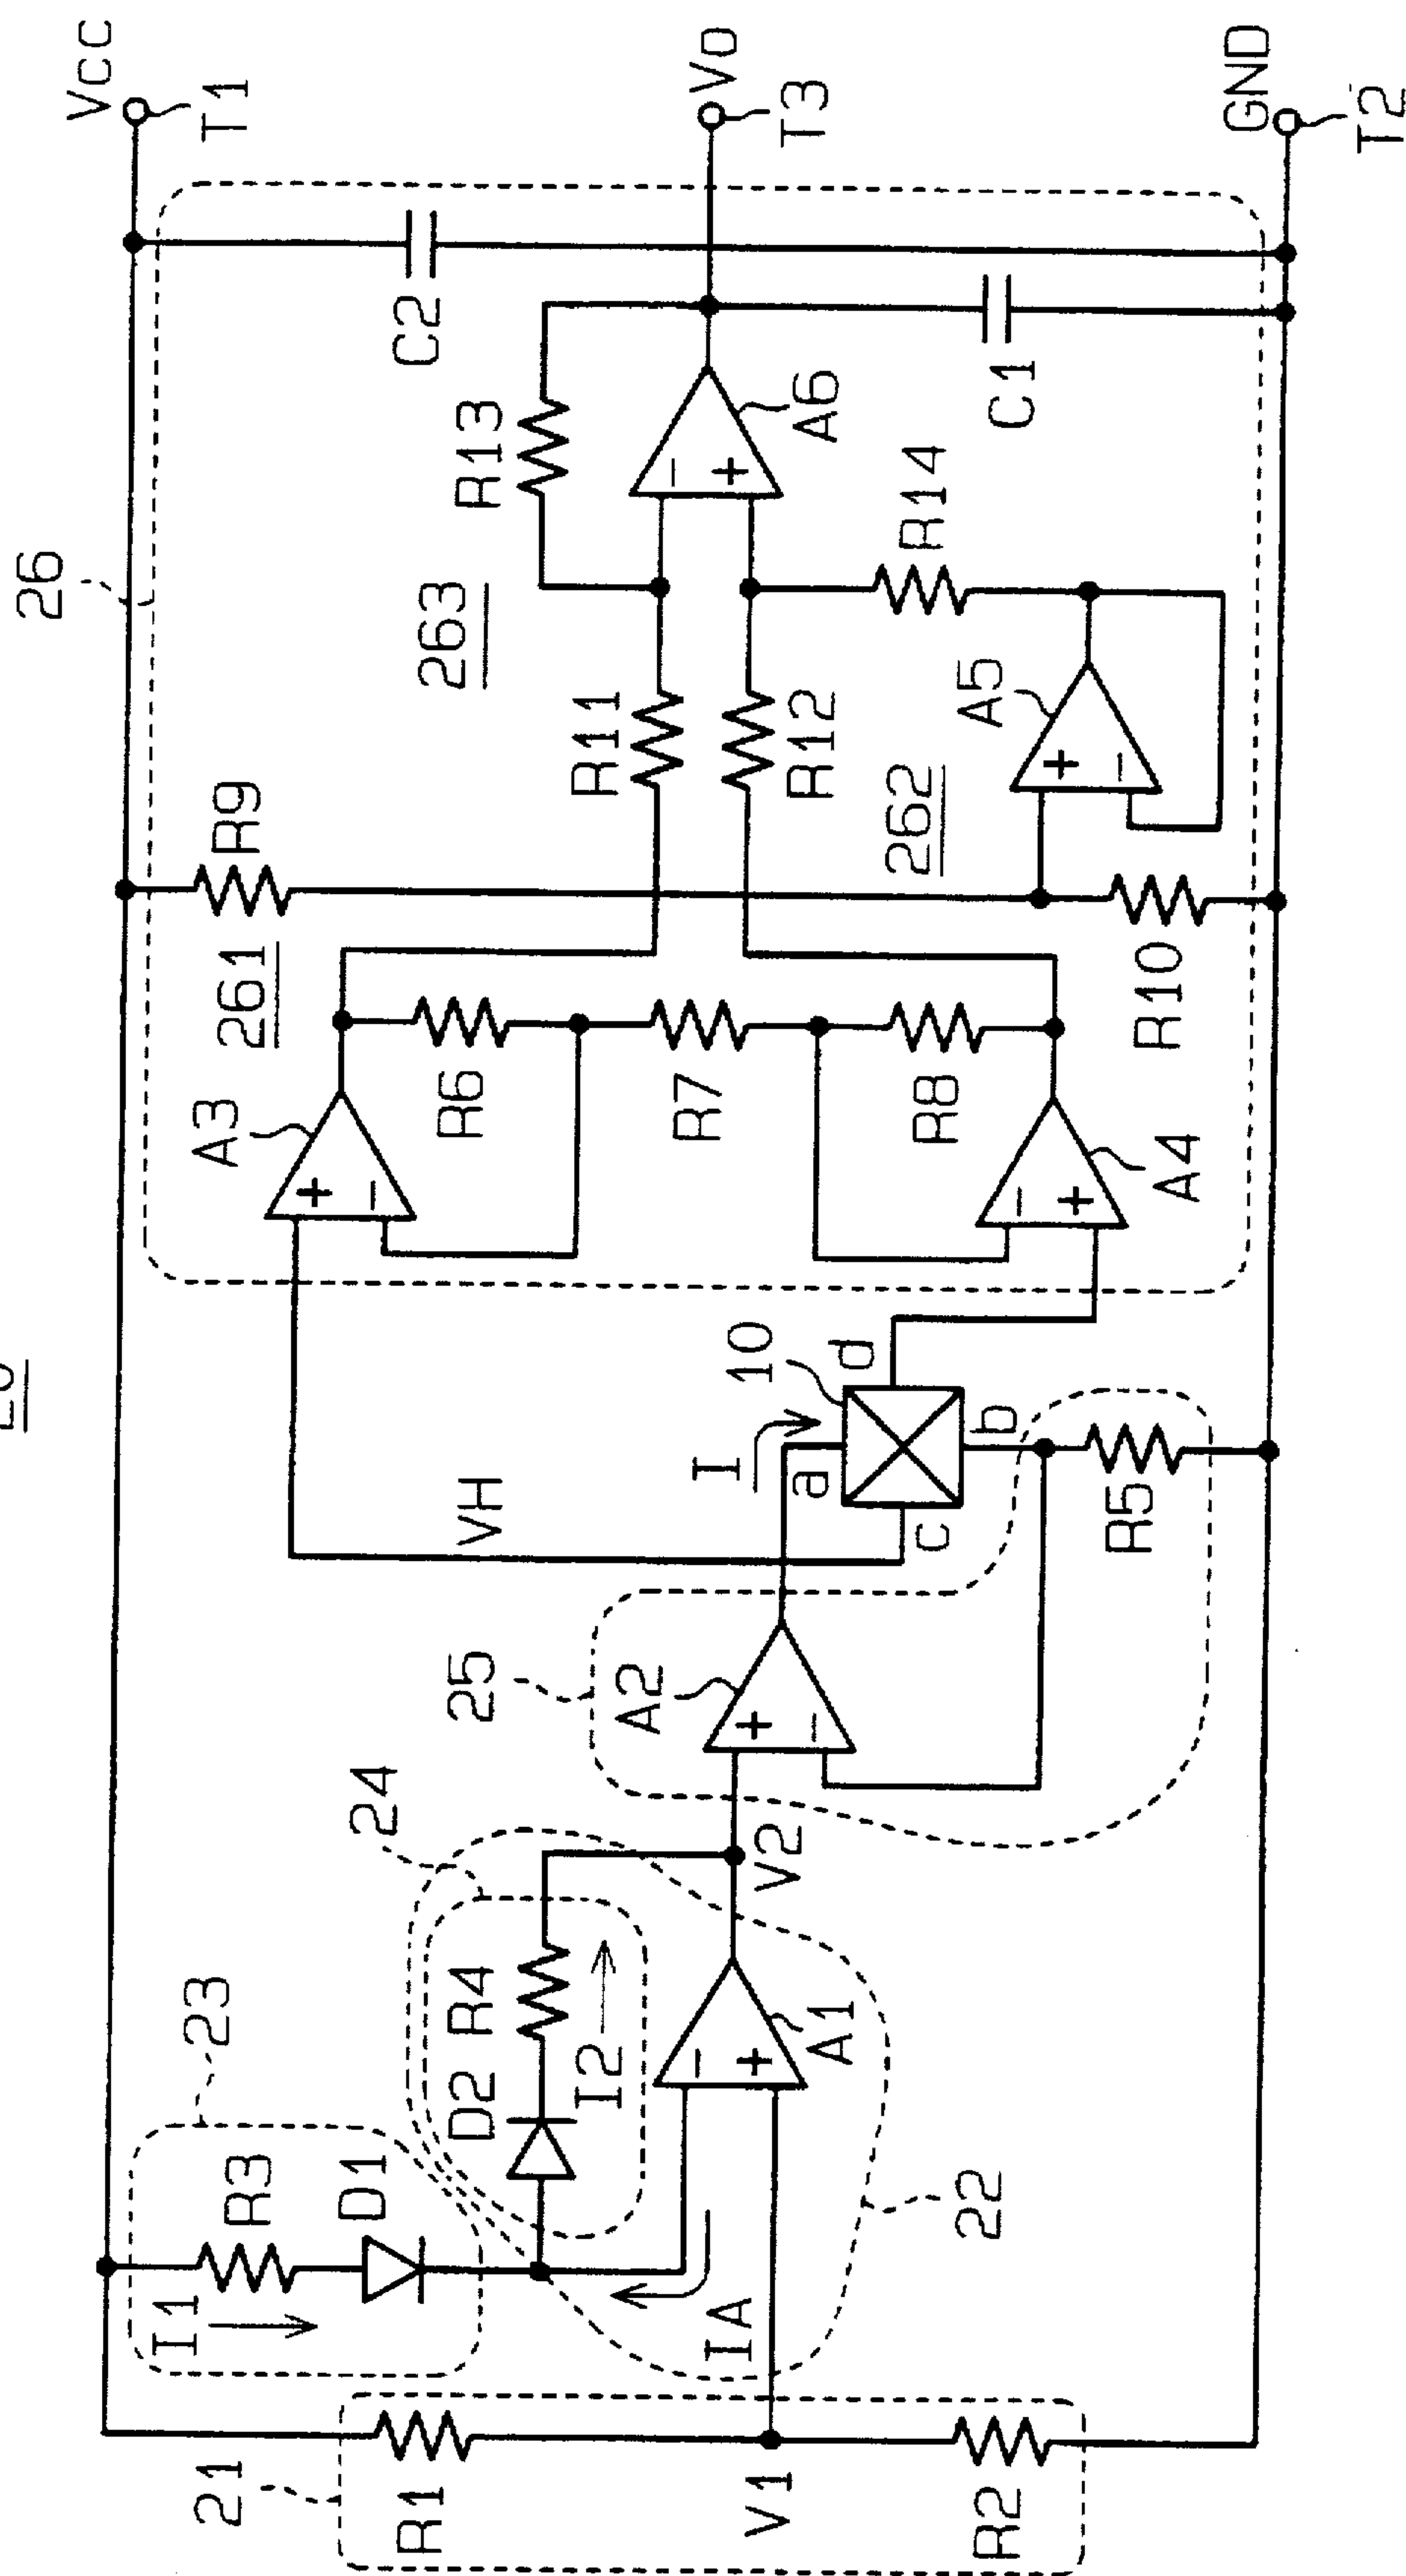 Vcc
T1
Vo
T3
GND
T2
26
C2
C1
R13
A6
263
R14
R11
R12
A5
262
R9
R10
261
A3
R6
R7
R8
A4
10
I
a
b
c
d
VH
R5
25
A2
24
V2
23
R3
D1
I1
D2
R4
I2
A1
IA
22
21
R1
V1
R2
+
−
+
−
+
−
−
+
+
−
−
+